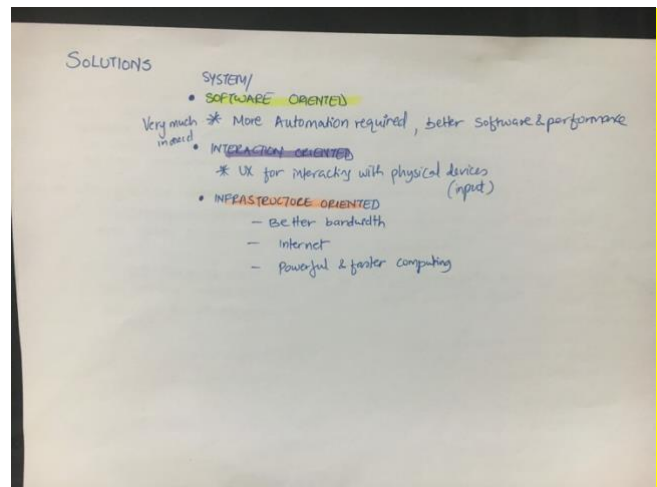 SOLUTIONS
SYSTEM/
• SOFTWARE ORIENTED
Very much * More Automation required, better software & performance
in need
• INTERACTION ORIENTED
* UX for interacting with physical devices
(input)
• INFRASTRUCTURE ORIENTED
– Better bandwidth
– Internet
– Powerful & faster computing